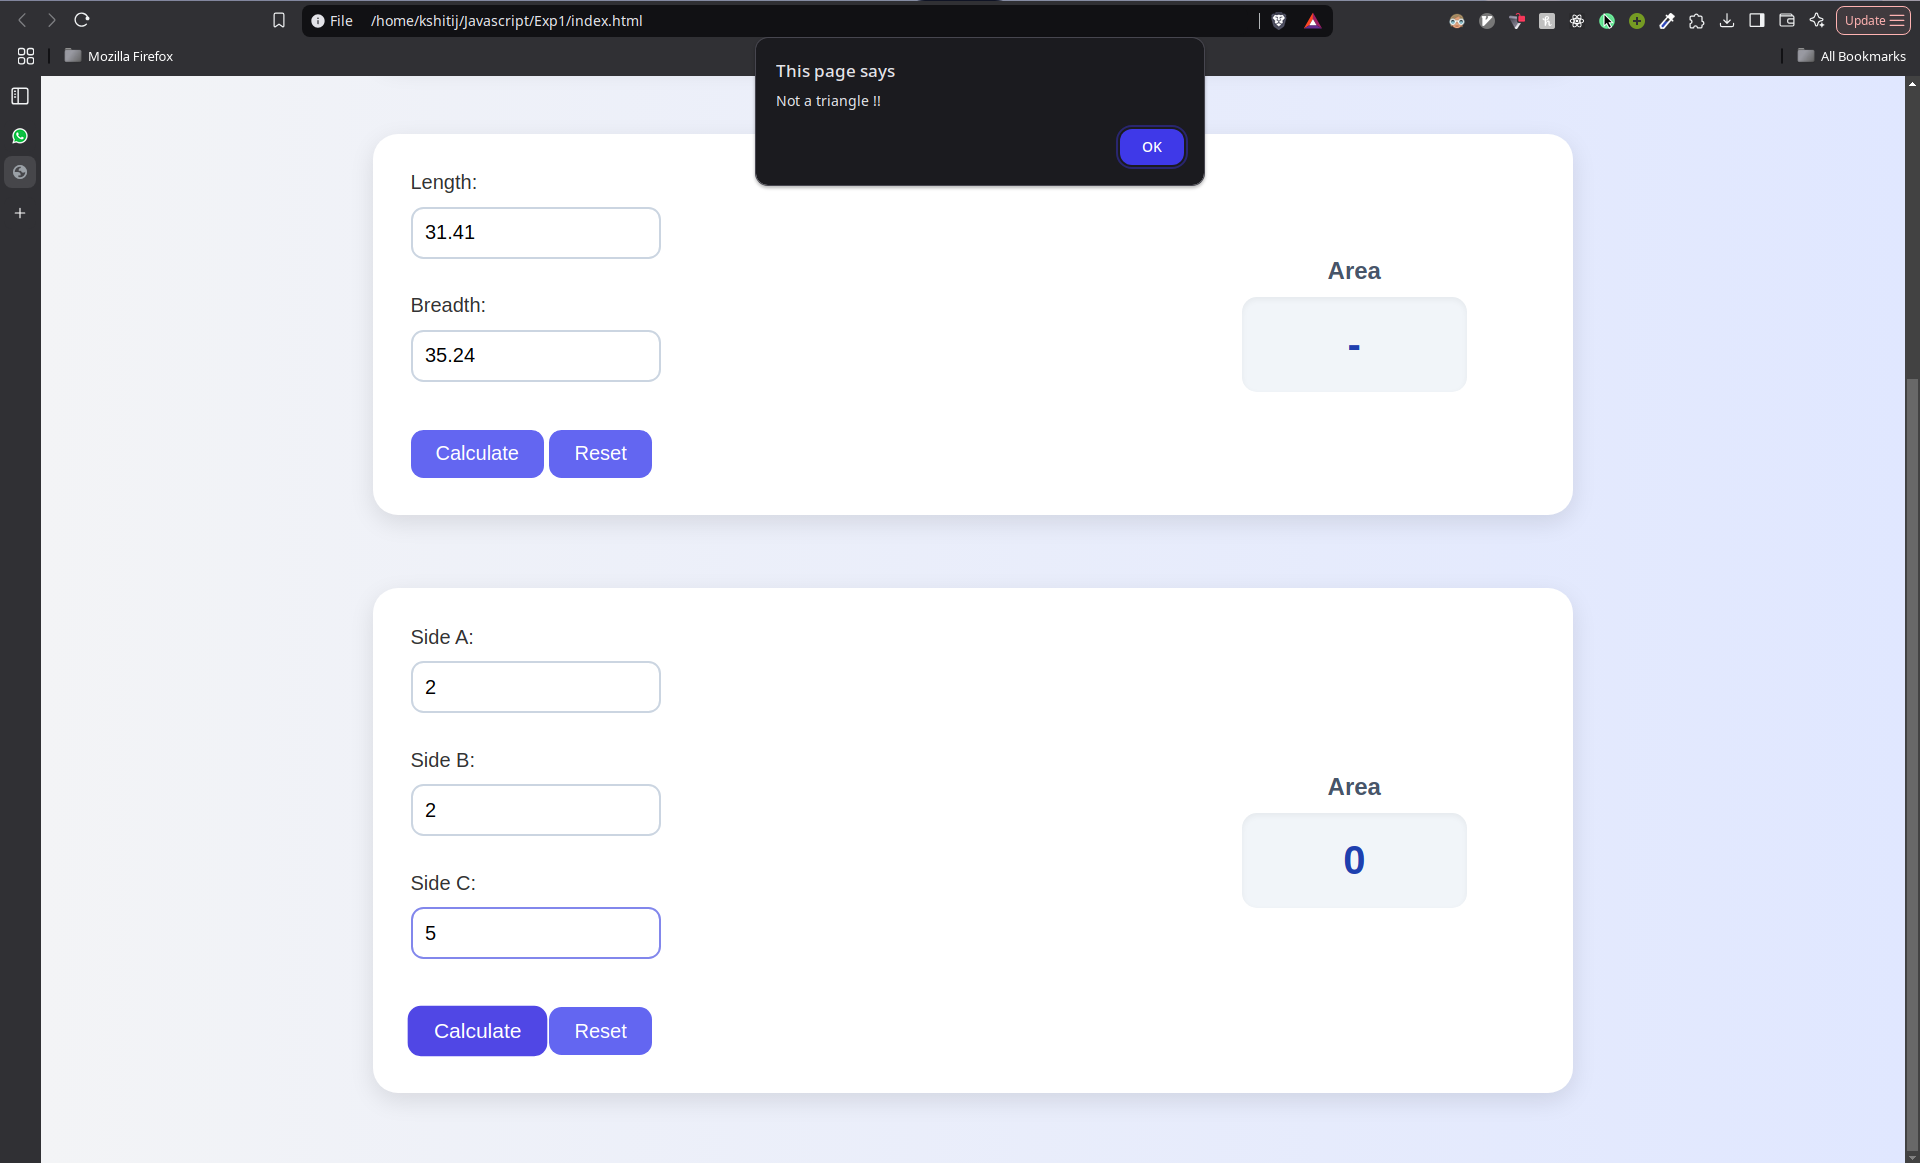 File /home/kshitij/Javascript/Exp1/index.html
Update
Mozilla Firefox
All Bookmarks
This page says
Not a triangle !!
OK
Length:
31.41
Breadth:
35.24
Calculate
Reset
Area
-
Side A:
2
Side B:
2
Side C:
5
Calculate
Reset
Area
0